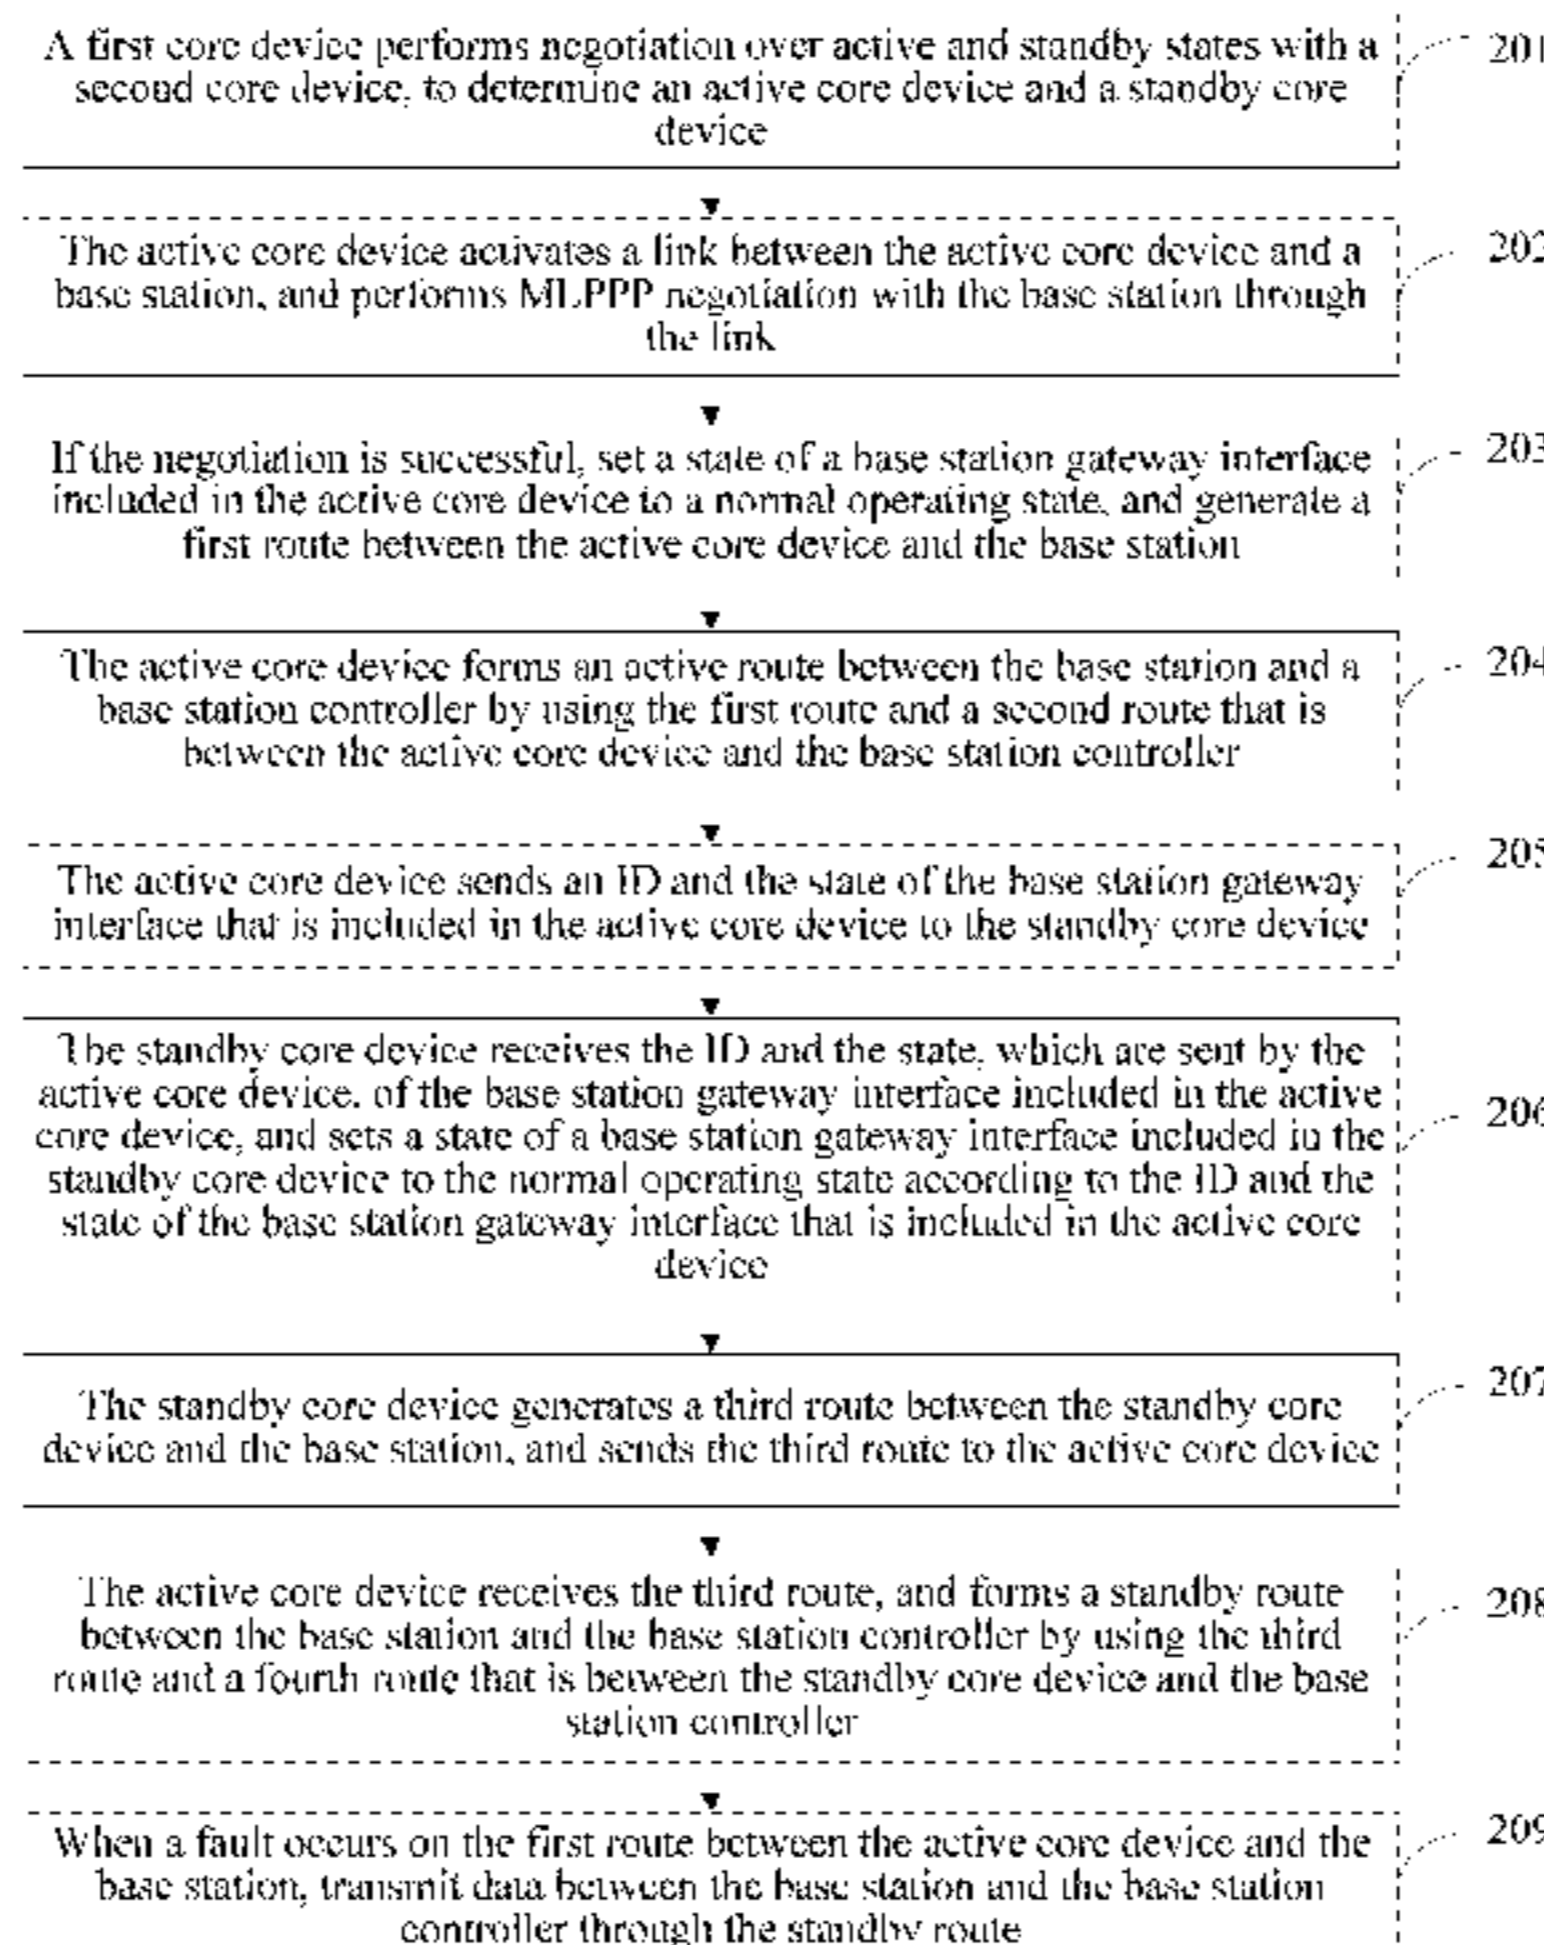 A first core device performs negotiation over active and standby states with a
201
second core device, to determine an active core device and a standby core
device
The active core device activates a link between the active core device and a
202
base station, and performs MLPPP negotiation with the base station through
the link
If the negotiation is successful, set a state of a base station gateway interface
203
included in the active core device to a normal operating state, and generate a
first route between the active core device and the base station
The active core device forms an active route between the base station and a
204
base station controller by using the first route and a second route that is
between the active core device and the base station controller
205
The active core device sends an ID and the state of the base station gateway
interface that is included in the active core device to the standby core device
The standby core device receives the ID and the state, which are sent by the
active core device, of the base station gateway interface included in the active
206
core device, and sets a state of a base station gateway interface included in the
standby core device to the normal operating state according to the ID and the
state of the base station gateway interface that is included in the active core
device
207
The standby core device generates a third route between the standby core
device and the base station, and sends the third route to the active core device
The active core device receives the third route, and forms a standby route
208
between the base station and the base station controller by using the third
route and a fourth route that is between the standby core device and the base
station controller
209
When a fault occurs on the first route between the active core device and the
base station, transmit data between the base station and the base station
controller through the standby route